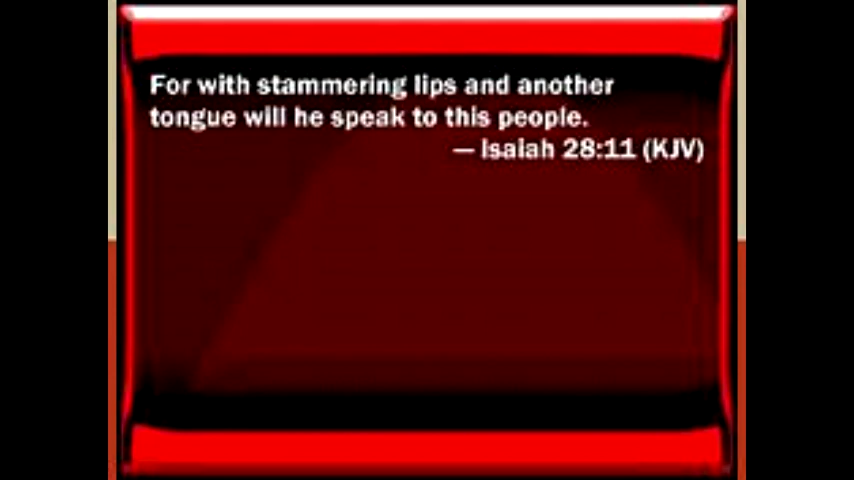 For with stammering lips and another
tongue will he speak to this people.
— Isaiah 28:11 (KJV)